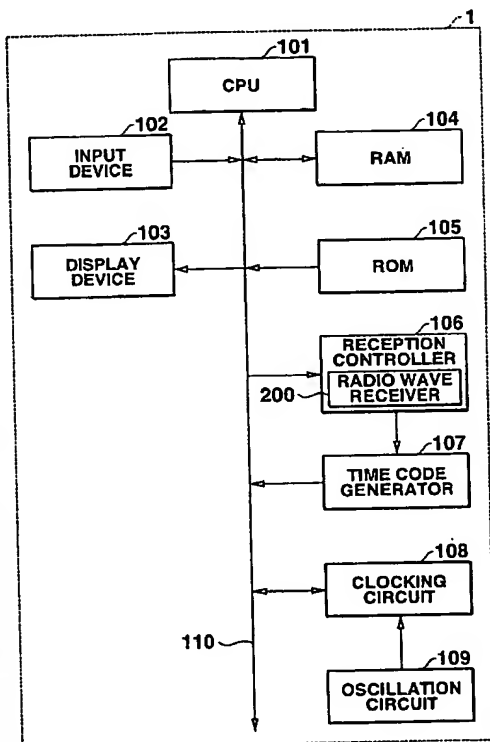 1
101
CPU
102
INPUT
DEVICE
104
RAM
103
DISPLAY
DEVICE
105
ROM
106
RECEPTION
CONTROLLER
RADIO WAVE
RECEIVER
200
107
TIME CODE
GENERATOR
108
CLOCKING
CIRCUIT
110
109
OSCILLATION
CIRCUIT